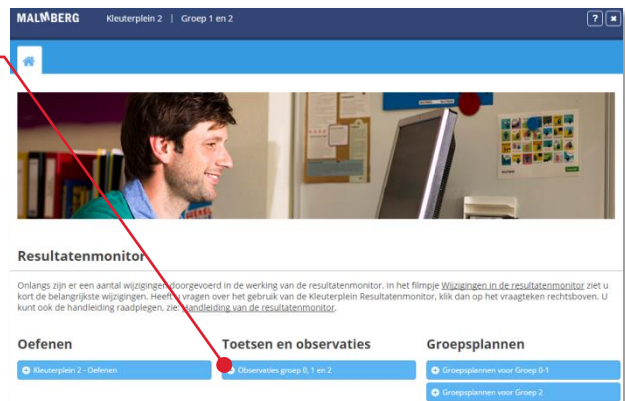 MALMBERG Kleuterplein 2 | Groep 1 en 2
Resultatenmonitor
Onlangs zijn er een aantal wijzigingen doorgevoerd in de werking van de resultatenmonitor. In het filmpje Wijzigingen in de resultatenmonitor ziet u
kort de belangrijkste wijzigingen. Heeft u vragen over het gebruik van de Kleuterplein Resultatenmonitor, klik dan op het vraagteken rechtsboven. U
kunt ook de handleiding raadplegen, zie: Handleiding van de resultatenmonitor.
Oefenen Toetsen en observaties Groepsplannen
Kleuterplein 2 - Oefenen Observaties groep 0, 1 en 2 Groepsplannen voor Groep 0-1
Groepsplannen voor Groep 2